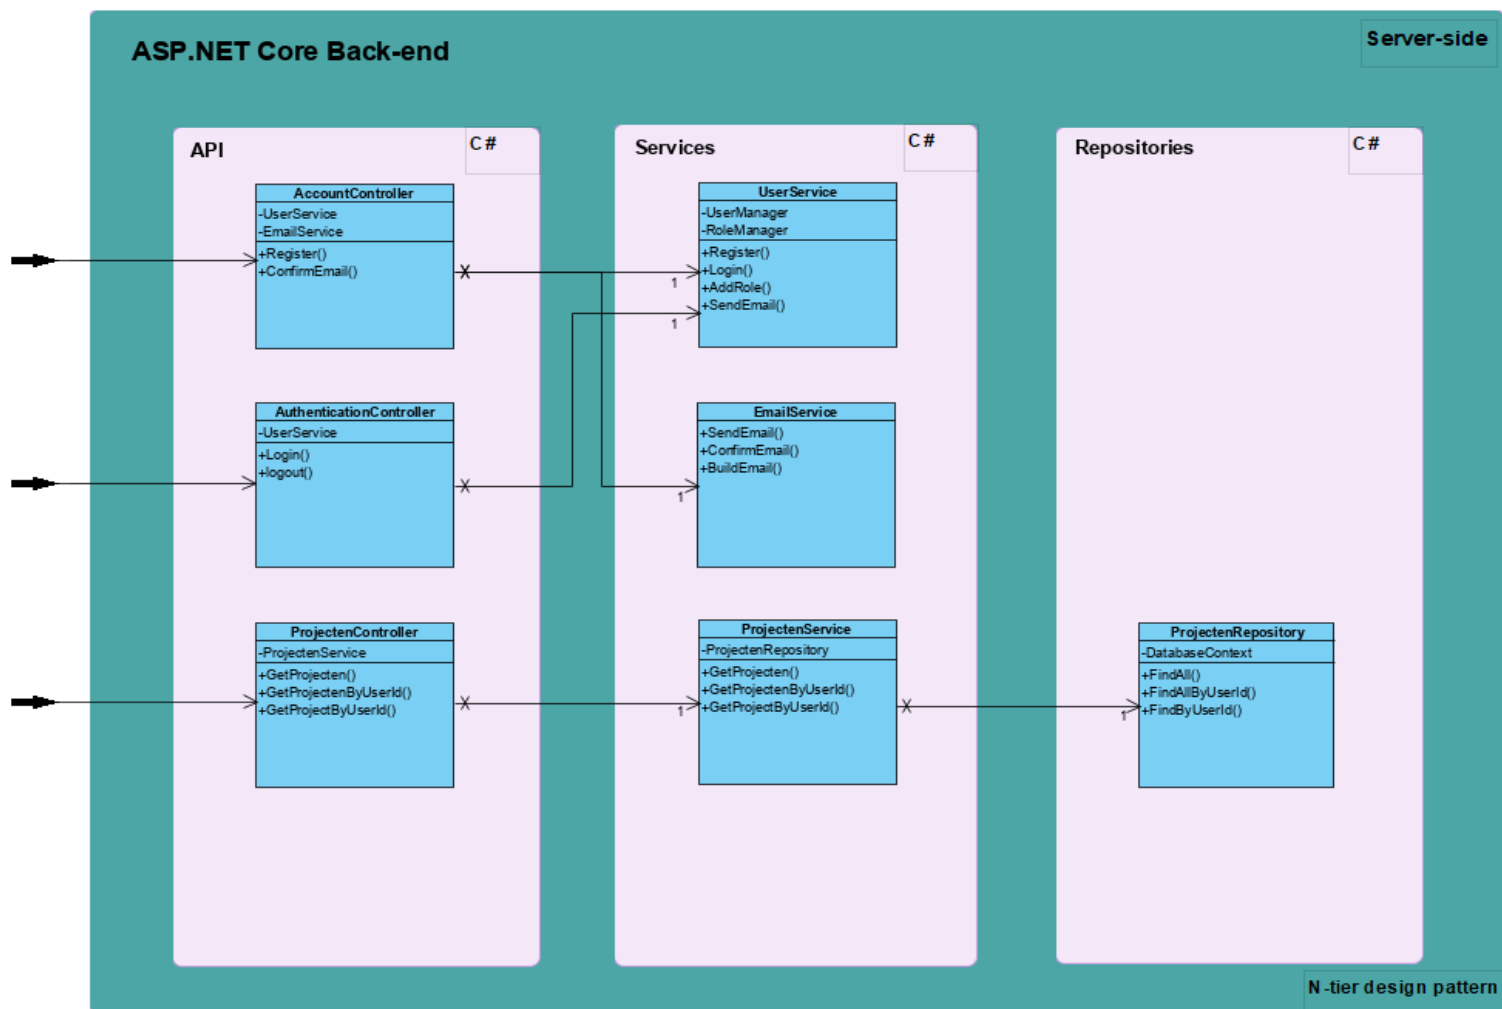 ASP.NET Core Back-end
Server-side
API
C#
AccountController
-UserService
-EmailService
+Register()
+ConfirmEmail()
AuthenticationController
-UserService
+Login()
+logout()
ProjectenController
-ProjectenService
+GetProjecten()
+GetProjectenByUserId()
+GetProjectByUserId()
Services
C#
UserService
-UserManager
-RoleManager
+Register()
+Login()
+AddRole()
+SendEmail()
1
1
EmailService
+SendEmail()
+ConfirmEmail()
+BuildEmail()
1
ProjectenService
-ProjectenRepository
+GetProjecten()
+GetProjectenByUserId()
+GetProjectByUserId()
1
Repositories
C#
ProjectenRepository
-DatabaseContext
+FindAll()
+FindAllByUserId()
+FindByUserId()
1
N-tier design pattern